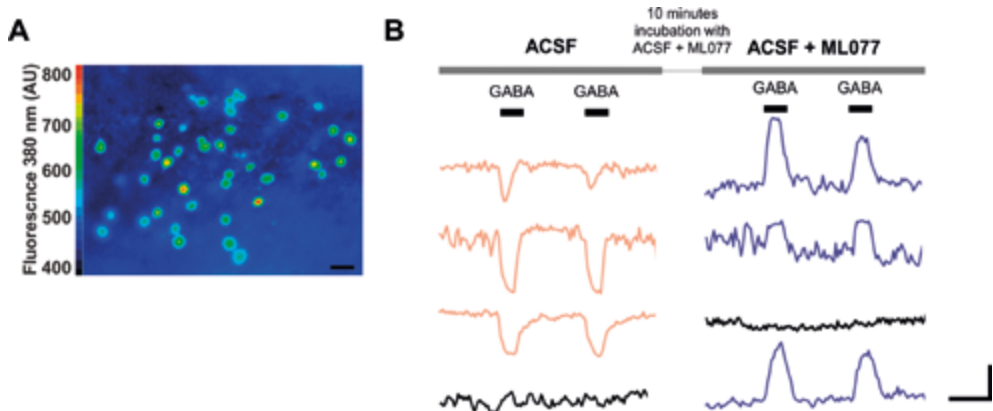 A
Fluorescnce 380 nm (AU)
800
700
600
500
400
B
10 minutes
incubation with
ACSF + ML077
ACSF
ACSF + ML077
GABA
GABA
GABA
GABA